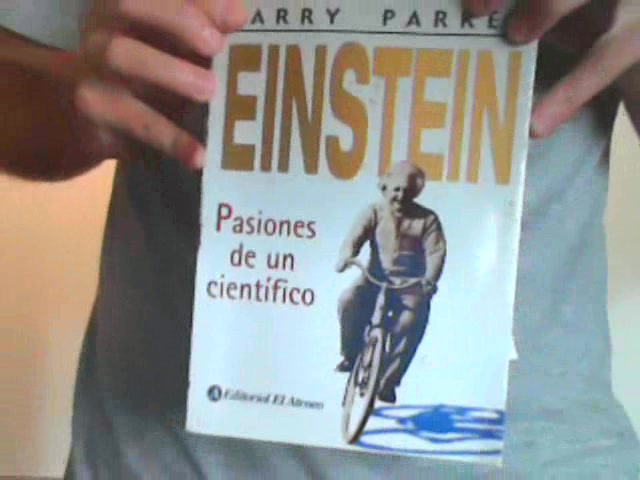 ARRY PARKE
EINSTEIN
Pasiones
de un
científico
Editorial El Ateneo